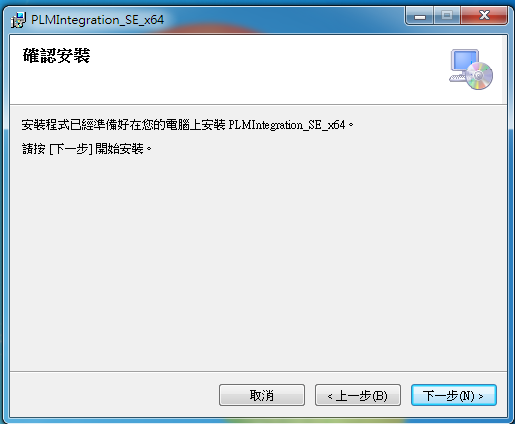 PLMIntegration_SE_x64
確認安裝
安裝程式已經準備好在您的電腦上安裝 PLMIntegration_SE_x64。
請按 [下一步] 開始安裝。
取消
< 上一步(B)
下一步(N) >